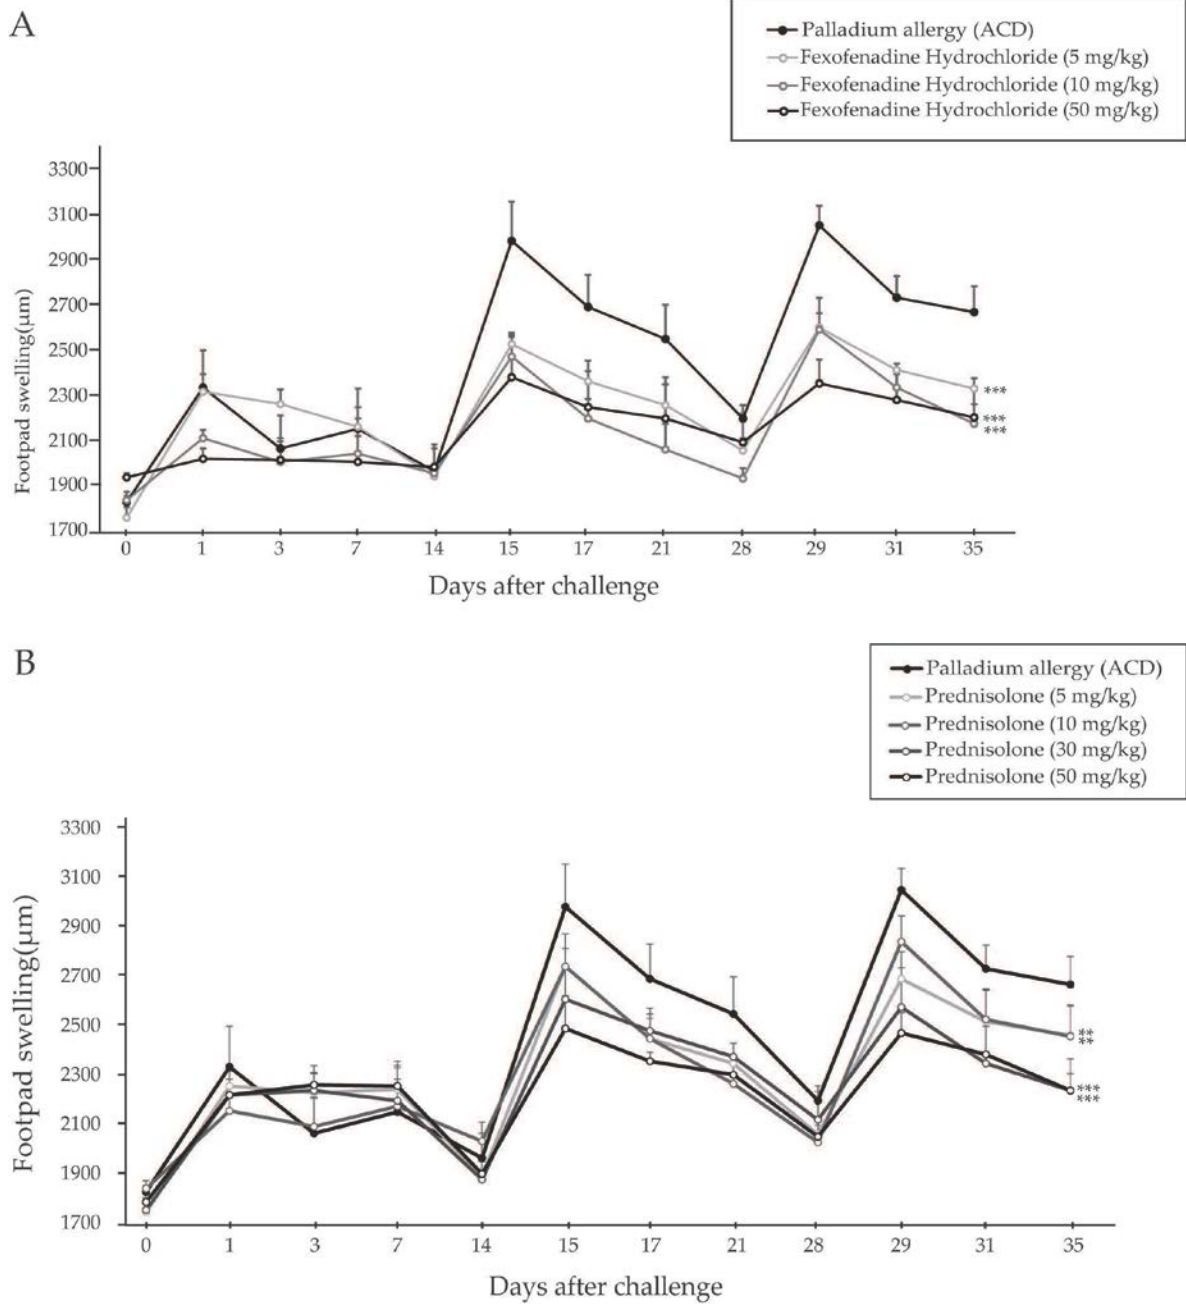 A
Palladium allergy (ACD)
Fexofenadine Hydrochloride (5 mg/kg)
Fexofenadine Hydrochloride (10 mg/kg)
Fexofenadine Hydrochloride (50 mg/kg)
3300
3100
2900
2700
2500
2300
2100
1900
1700
Footpad swelling(μm)
***
***
***
0 1 3 7 14 15 17 21 28 29 31 35
Days after challenge
B
Palladium allergy (ACD)
Prednisolone (5 mg/kg)
Prednisolone (10 mg/kg)
Prednisolone (30 mg/kg)
Prednisolone (50 mg/kg)
3300
3100
2900
2700
2500
2300
2100
1900
1700
Footpad swelling(μm)
**
**
***
***
0 1 3 7 14 15 17 21 28 29 31 35
Days after challenge